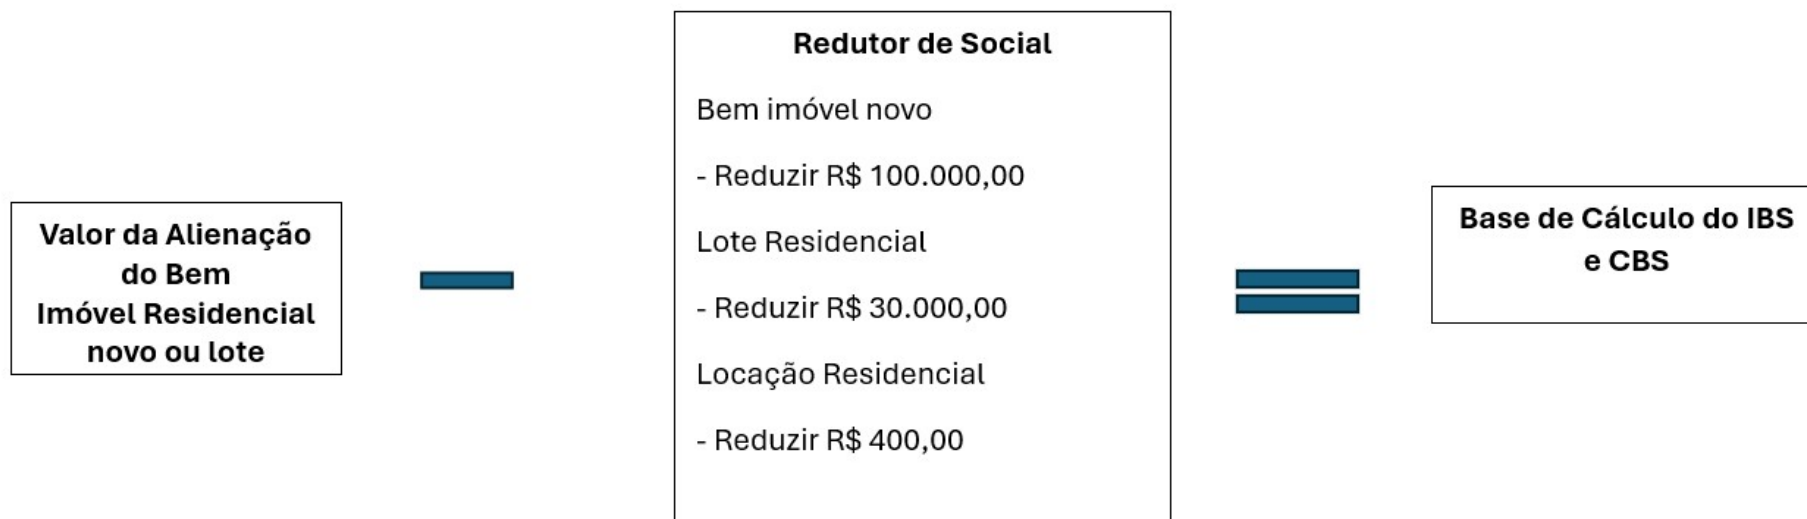 Valor da Alienação
do Bem
Imóvel Residencial
novo ou lote
Redutor de Social
Bem imóvel novo
- Reduzir R$ 100.000,00
Lote Residencial
- Reduzir R$ 30.000,00
Locação Residencial
- Reduzir R$ 400,00
Base de Cálculo do IBS
e CBS